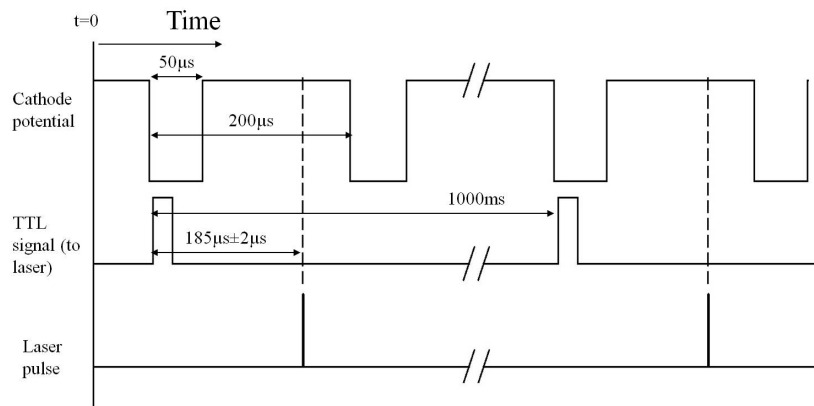 t=0
Time
50μs
Cathode
potential
200μs
1000ms
TTL
signal (to
laser)
185μs±2μs
Laser
pulse